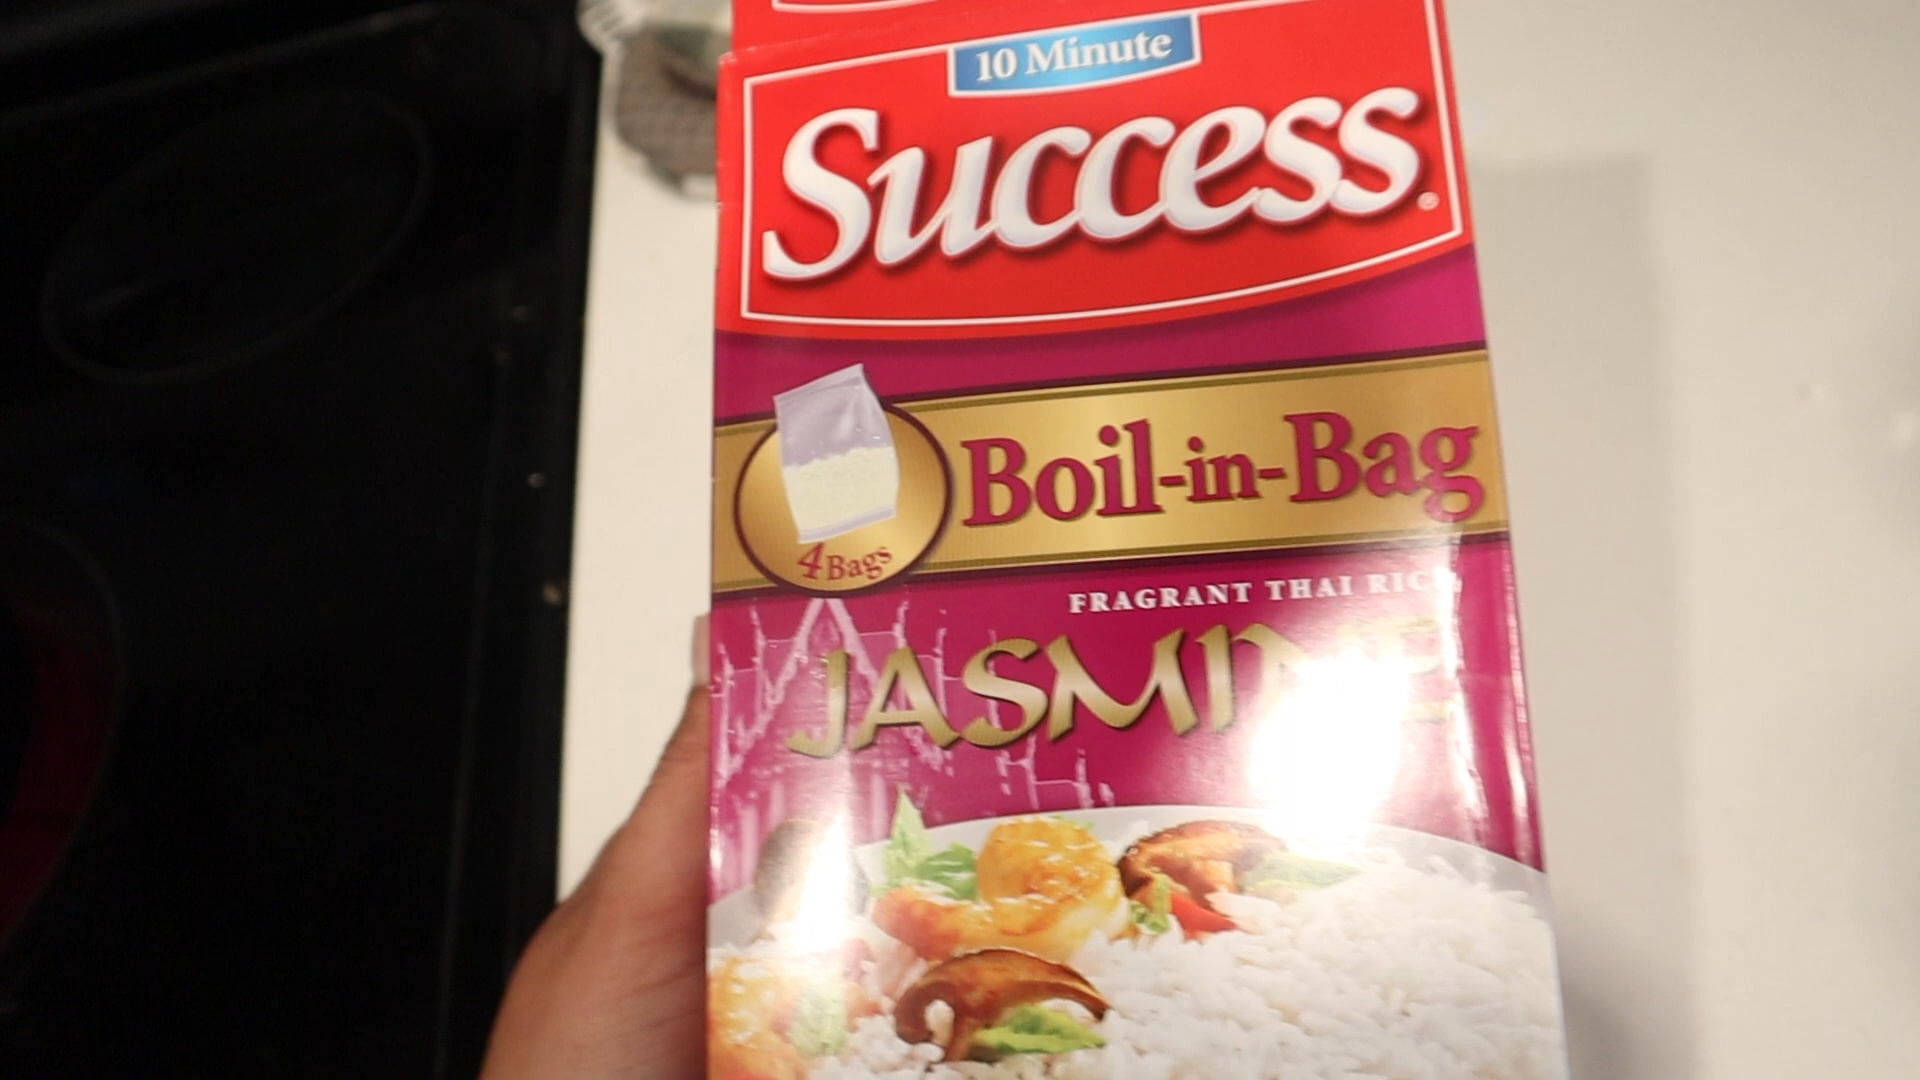 10 Minute
Success®
Boil-in-Bag
4 Bags
FRAGRANT THAI RICE
JASMINE